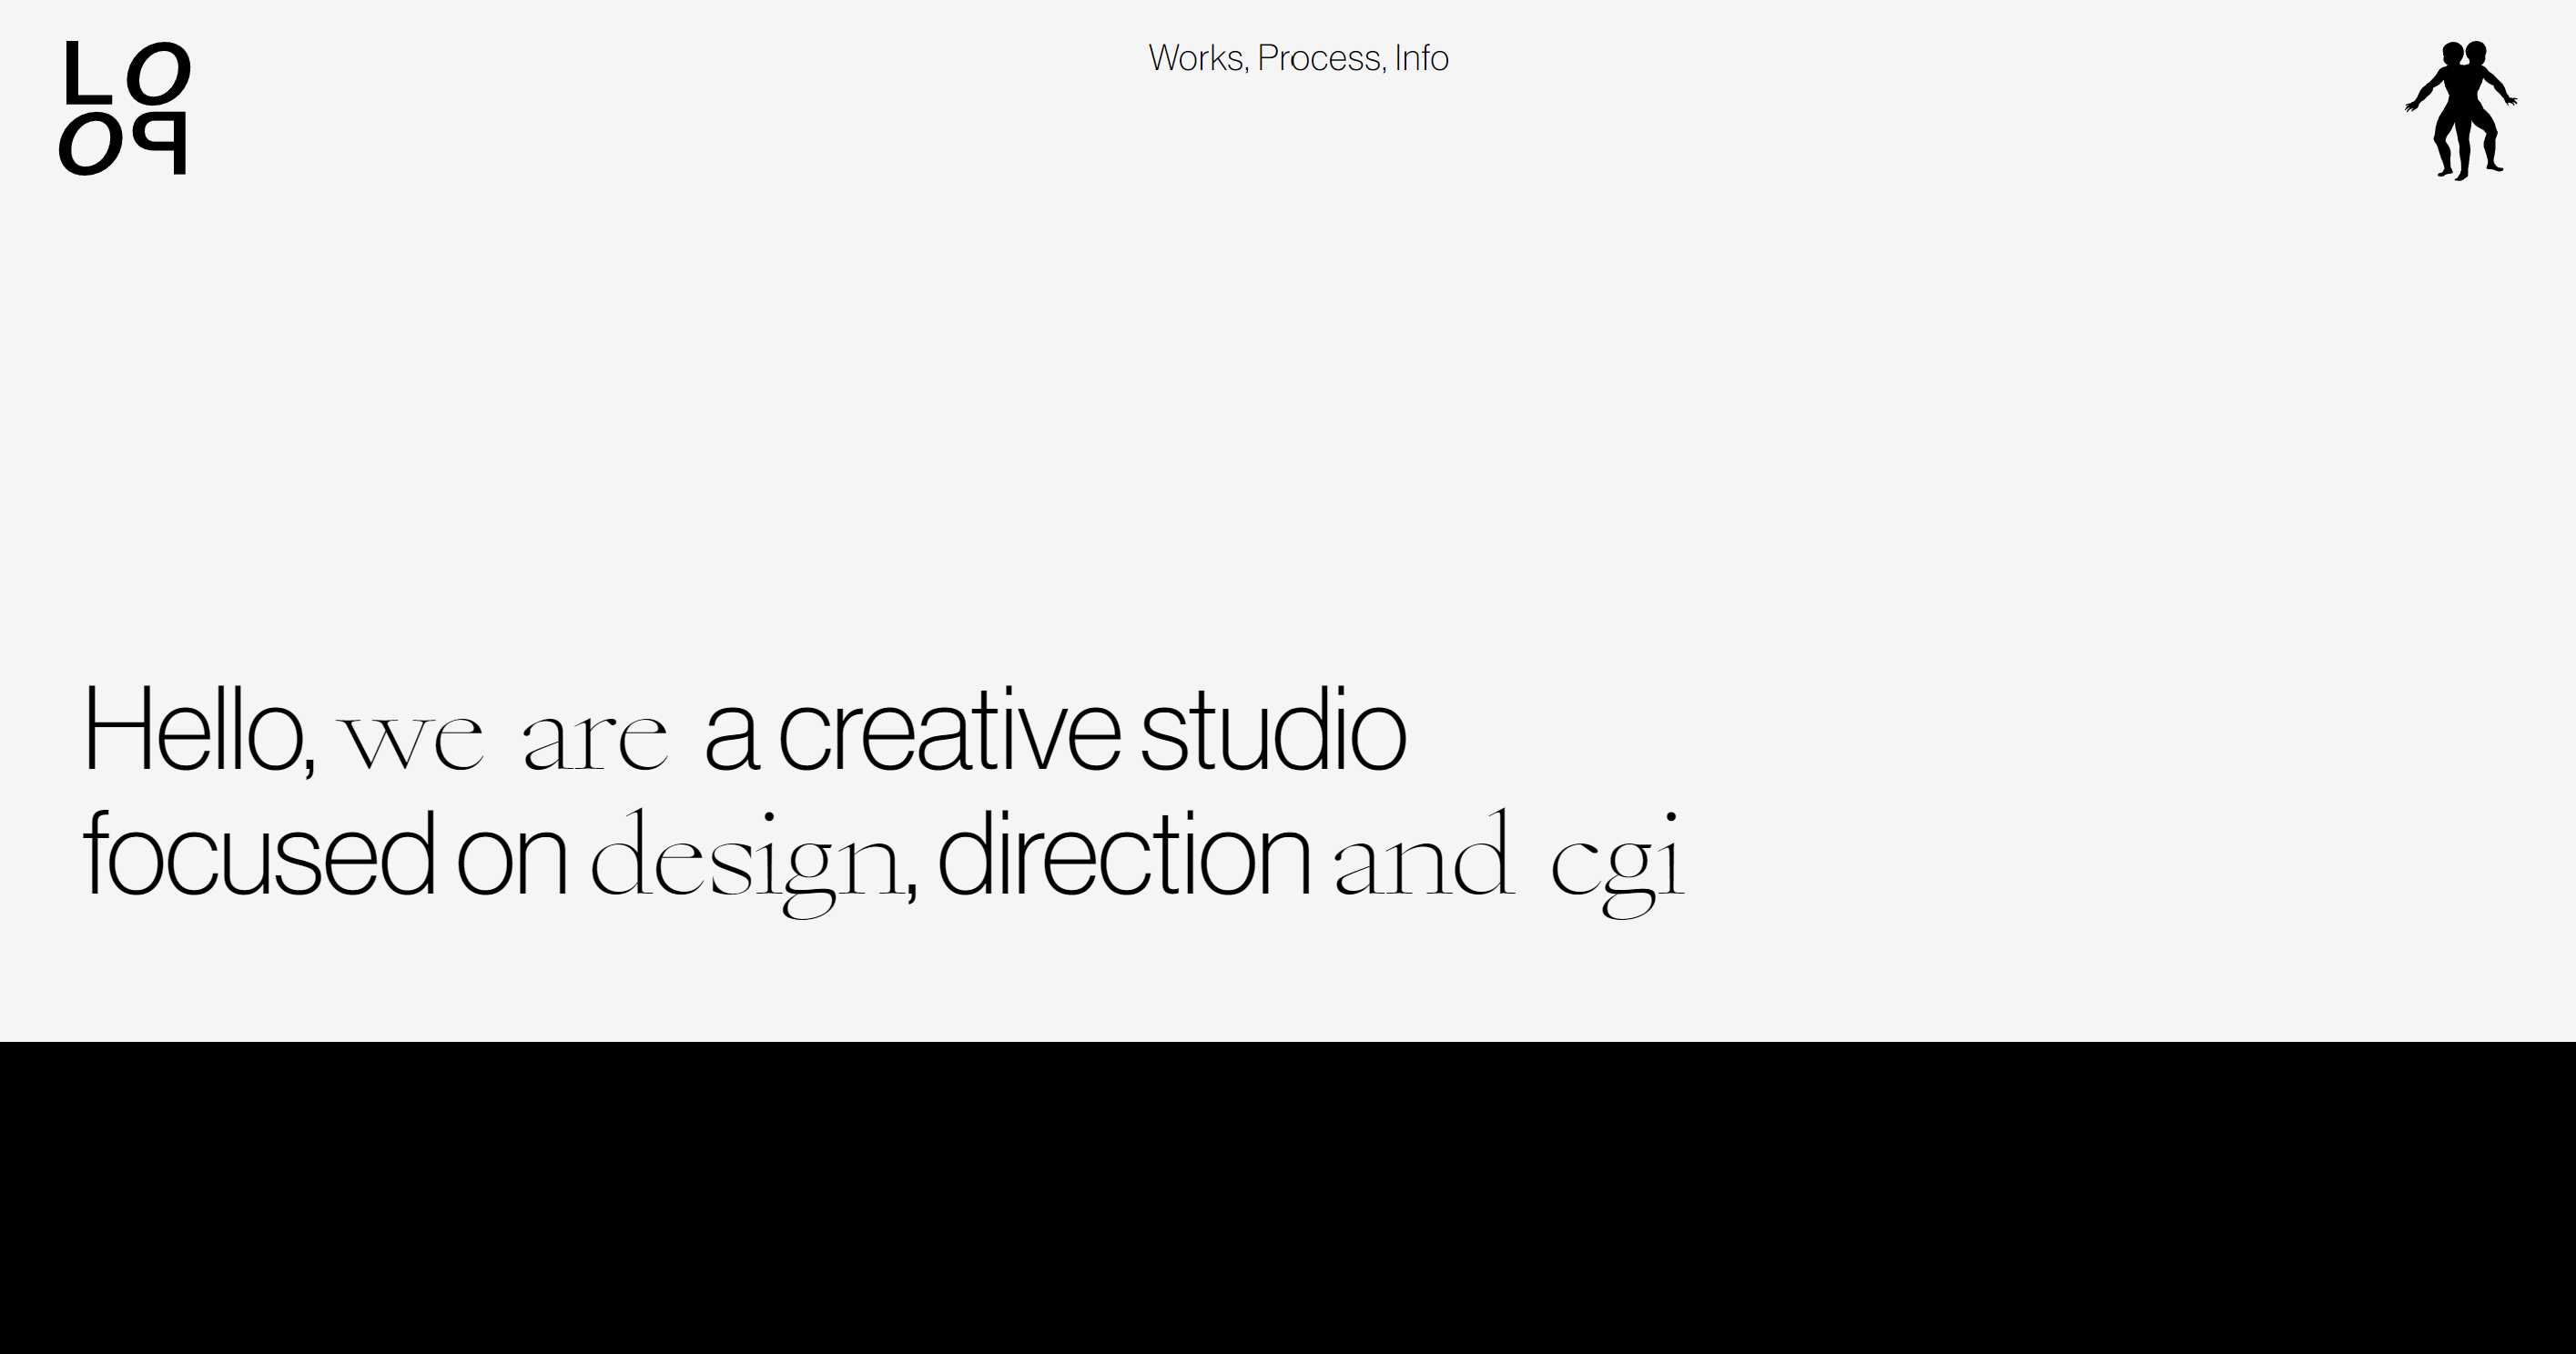 LO
OP
Works, Process, Info
Hello, we are a creative studio
focused on design, direction and cgi